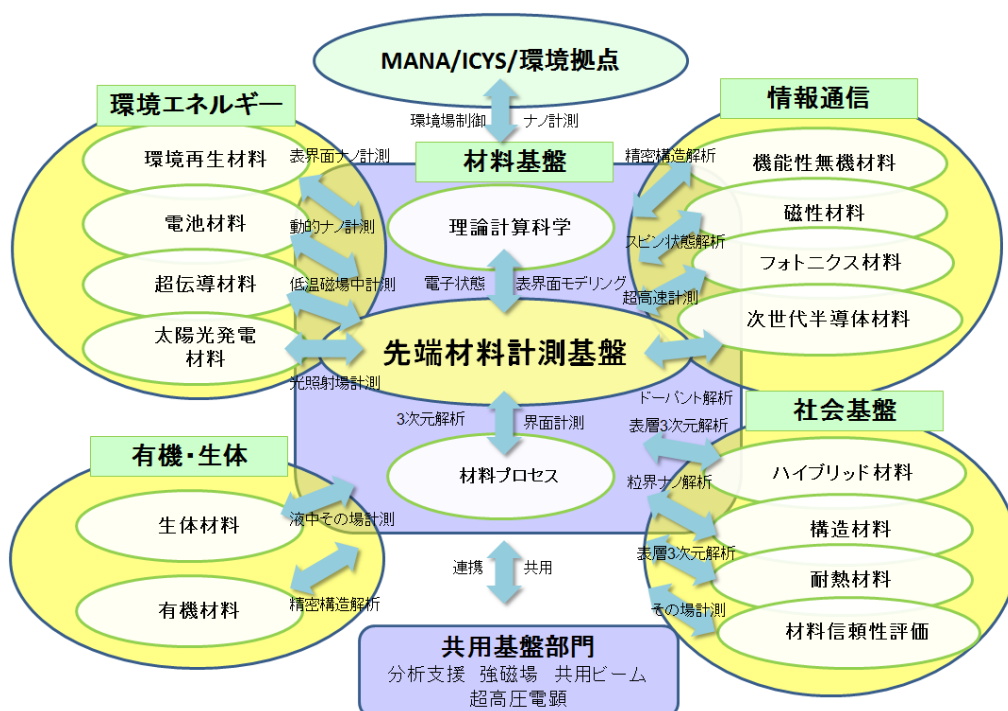 MANA/ICYS/環境拠点
環境場制御 ナノ計測
環境エネルギー
環境再生材料
電池材料
超伝導材料
太陽光発電
材料
表界面ナノ計測
動的ナノ計測
低温磁場中計測
光照射場計測
材料基盤
理論計算科学
電子状態 表界面モデリング
先端材料計測基盤
3次元解析 界面計測
材料プロセス
情報通信
精密構造解析
機能性無機材料
磁性材料
スピン状態解析
フォトニクス材料
超高速計測
次世代半導体材料
ドーパント解析
社会基盤
表層3次元解析
ハイブリッド材料
粒界ナノ解析
構造材料
表層3次元解析
耐熱材料
その場計測
材料信頼性評価
有機・生体
生体材料
液中その場計測
有機材料
精密構造解析
連携 共用
共用基盤部門
分析支援 強磁場 共用ビーム
超高圧電顕